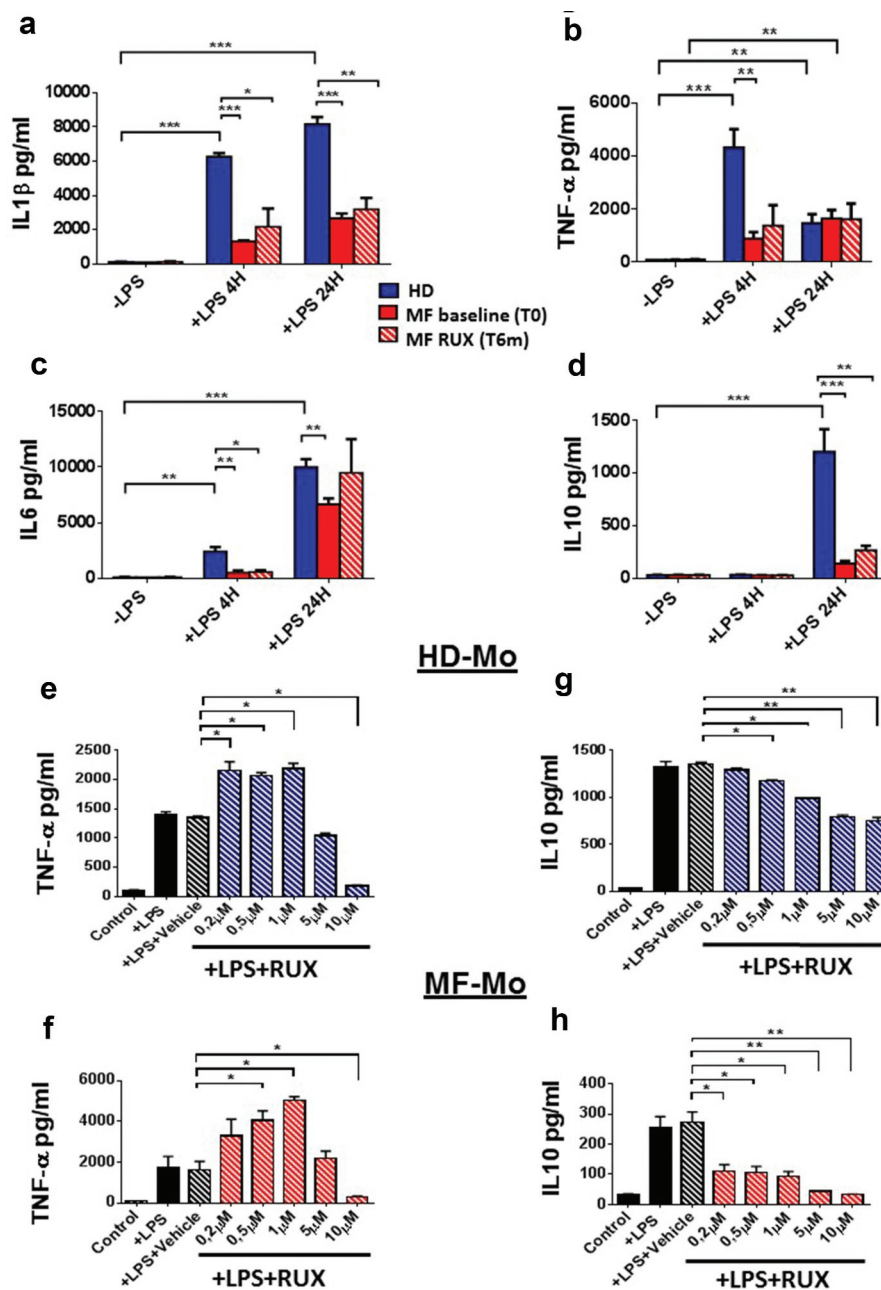 a
***
**
*
***
***
***
IL1β pg/ml
10000
8000
6000
4000
2000
0
-LPS
+LPS 4H
+LPS 24H
b
**
**
**
***
TNF-α pg/ml
6000
4000
2000
0
-LPS
+LPS 4H
+LPS 24H
HD
MF baseline (T0)
MF RUX (T6m)
c
***
*
**
**
**
IL6 pg/ml
15000
10000
5000
0
-LPS
+LPS 4H
+LPS 24H
d
**
***
***
IL10 pg/ml
1500
1000
500
0
-LPS
+LPS 4H
+LPS 24H
HD-Mo
e
*
*
*
*
TNF-α pg/ml
2500
2000
1500
1000
500
0
Control
+LPS
+LPS+Vehicle
0,2μM
0,5μM
1μM
5μM
10μM
+LPS+RUX
g
**
**
*
*
IL10 pg/ml
1500
1000
500
0
Control
+LPS
+LPS+Vehicle
0,2μM
0,5μM
1μM
5μM
10μM
+LPS+RUX
MF-Mo
f
*
*
*
TNF-α pg/ml
6000
4000
2000
0
Control
+LPS
+LPS+Vehicle
0,2μM
0,5μM
1μM
5μM
10μM
+LPS+RUX
h
**
**
*
*
*
IL10 pg/ml
400
300
200
100
0
Control
+LPS
+LPS+Vehicle
0,2μM
0,5μM
1μM
5μM
10μM
+LPS+RUX